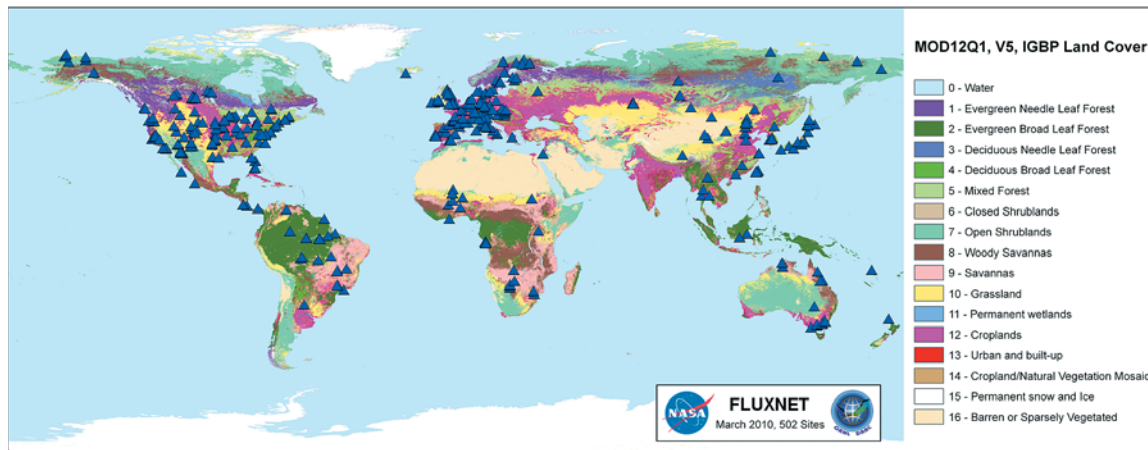 MOD12Q1, V5, IGBP Land Cover
0 - Water
1 - Evergreen Needle Leaf Forest
2 - Evergreen Broad Leaf Forest
3 - Deciduous Needle Leaf Forest
4 - Deciduous Broad Leaf Forest
5 - Mixed Forest
6 - Closed Shrublands
7 - Open Shrublands
8 - Woody Savannas
9 - Savannas
10 - Grassland
11 - Permanent wetlands
12 - Croplands
13 - Urban and built-up
14 - Cropland/Natural Vegetation Mosaic
15 - Permanent snow and Ice
16 - Barren or Sparsely Vegetated
NASA
FLUXNET
March 2010, 502 Sites
ORNL DAAC